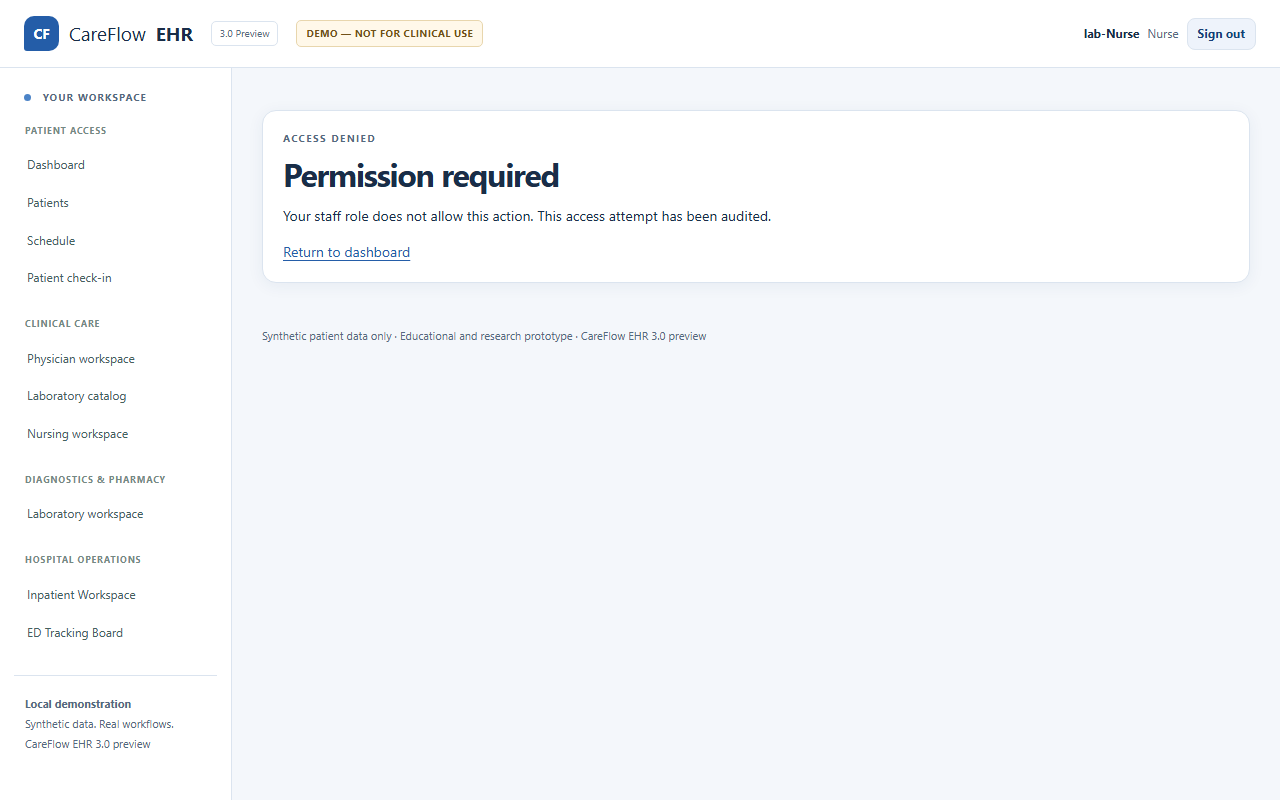 CF CareFlow EHR 3.0 Preview DEMO — NOT FOR CLINICAL USE lab-Nurse Nurse Sign out
YOUR WORKSPACE
PATIENT ACCESS
Dashboard
Patients
Schedule
Patient check-in
CLINICAL CARE
Physician workspace
Laboratory catalog
Nursing workspace
DIAGNOSTICS & PHARMACY
Laboratory workspace
HOSPITAL OPERATIONS
Inpatient Workspace
ED Tracking Board
Local demonstration
Synthetic data. Real workflows.
CareFlow EHR 3.0 preview
ACCESS DENIED
Permission required
Your staff role does not allow this action. This access attempt has been audited.
Return to dashboard
Synthetic patient data only · Educational and research prototype · CareFlow EHR 3.0 preview